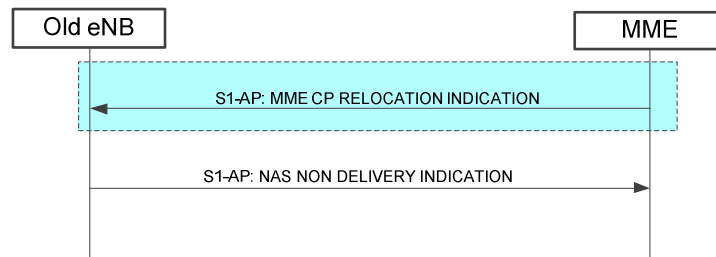 Old eNB
MME
S1-AP: MME CP RELOCATION INDICATION
S1-AP: NAS NON DELIVERY INDICATION